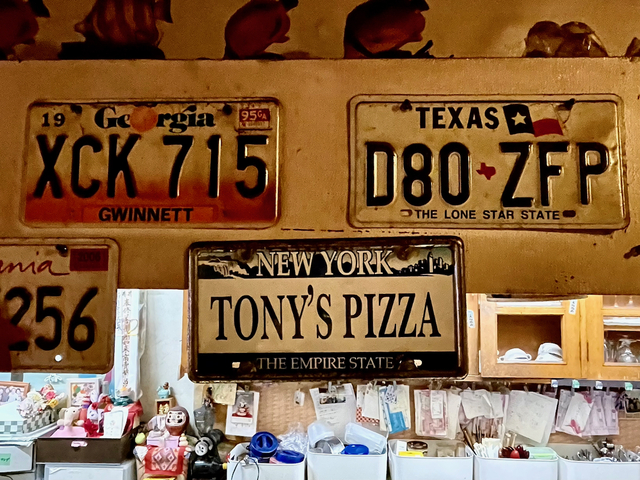 19 Georgia 95
XCK 715
GWINNETT
TEXAS
D80 ZFP
THE LONE STAR STATE
256
NEW YORK
TONY'S PIZZA
THE EMPIRE STATE